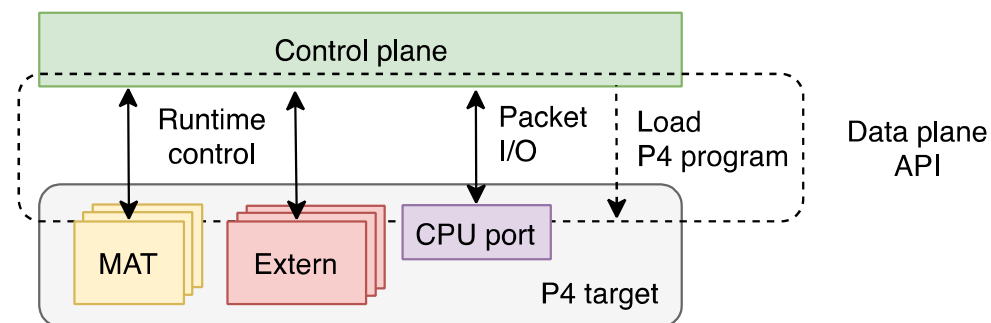 Control plane
Runtime
control
Packet
I/O
Load
P4 program
Data plane
API
MAT
Extern
CPU port
P4 target